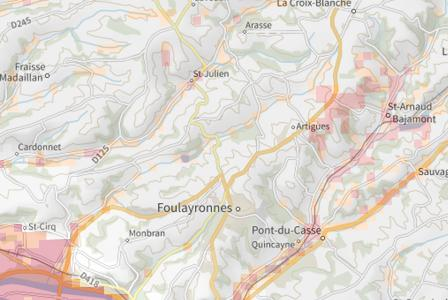 D245
La Croix-Blanche
Arasse
Fraisse
Madaillan
St-Julien
St-Arnaud
Bajamont
Artigues
Cardonnet
D125
Sauvag
Foulayronnes
St-Cirq
Monbran
Pont-du-Casse
Quincayne
D418